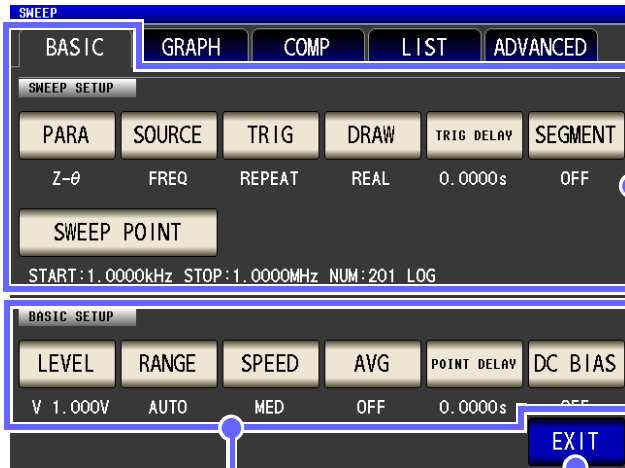 SWEEP
BASIC GRAPH COMP LIST ADVANCED
SWEEP SETUP
PARA SOURCE TRIG DRAW TRIG DELAY SEGMENT
Z-θ FREQ REPEAT REAL 0.0000s OFF
SWEEP POINT
START:1.0000kHz STOP:1.0000MHz NUM:201 LOG
BASIC SETUP
LEVEL RANGE SPEED AVG POINT DELAY DC BIAS
V 1.000V AUTO MED OFF 0.0000s OFF
EXIT